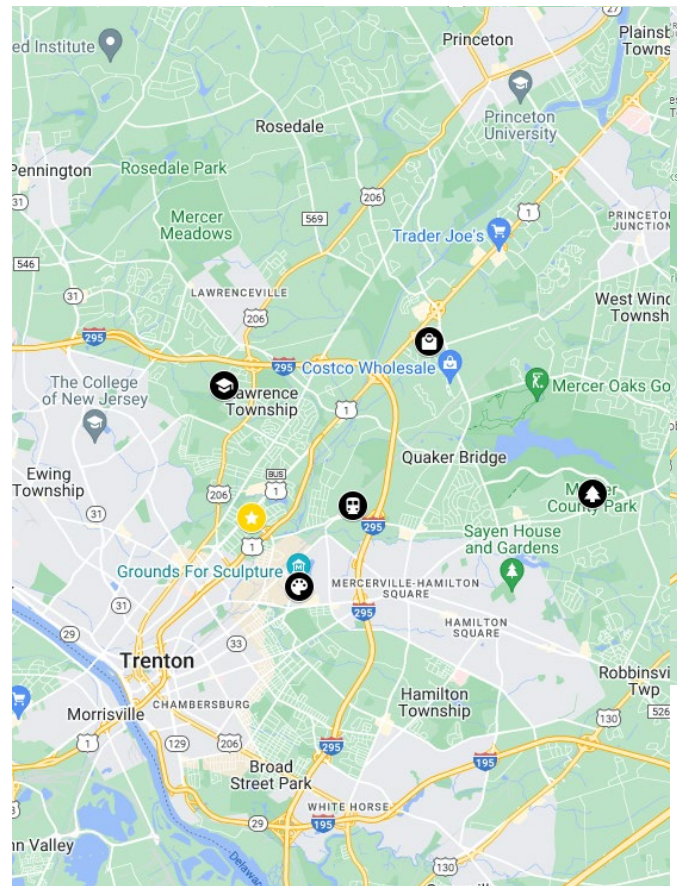 27
Plainsb
Towns
Princeton
ed Institute
Princeton
University
Rosedale
Pennington
Rosedale Park
31
206
1
569
Mercer
Meadows
PRINCETO
JUNCTION
Trader Joe's
546
31
LAWRENCEVILLE
West Wind
Townsh
206
295
295
Costco Wholesale
The College
of New Jersey
Lawrence
Township
Mercer Oaks Go
1
Quaker Bridge
Ewing
Township
BUS
1
206
31
Mercer
County Park
295
1
Sayen House
and Gardens
Grounds For Sculpture
MERCERVILLE-HAMILTON
SQUARE
31
295
29
33
HAMILTON
SQUARE
Trenton
Robbinsvi
Twp
CHAMBERSBURG
Hamilton
Township
Morrisville
130
526
1
129
206
295
195
Broad
Street Park
WHITE HORSE
29
195
nn Valley
Delawa
130